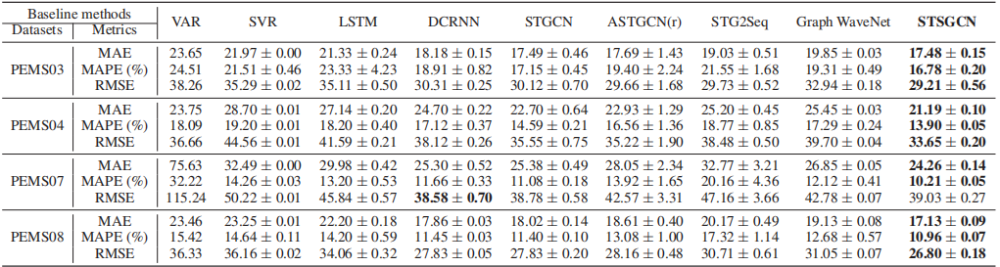 Baseline methods VAR SVR LSTM DCRNN STGCN ASTGCN(r) STG2Seq Graph WaveNet STSGCN
Datasets Metrics
MAE 23.65 21.97 ± 0.00 21.33 ± 0.24 18.18 ± 0.15 17.49 ± 0.46 17.69 ± 1.43 19.03 ± 0.51 19.85 ± 0.03 17.48 ± 0.15
PEMS03 MAPE (%) 24.51 21.51 ± 0.46 23.33 ± 4.23 18.91 ± 0.82 17.15 ± 0.45 19.40 ± 2.24 21.55 ± 1.68 19.31 ± 0.49 16.78 ± 0.20
RMSE 38.26 35.29 ± 0.02 35.11 ± 0.50 30.31 ± 0.25 30.12 ± 0.70 29.66 ± 1.68 29.73 ± 0.52 32.94 ± 0.18 29.21 ± 0.56
MAE 23.75 28.70 ± 0.01 27.14 ± 0.20 24.70 ± 0.22 22.70 ± 0.64 22.93 ± 1.29 25.20 ± 0.45 25.45 ± 0.03 21.19 ± 0.10
PEMS04 MAPE (%) 18.09 19.20 ± 0.01 18.20 ± 0.40 17.12 ± 0.37 14.59 ± 0.21 16.56 ± 1.36 18.77 ± 0.85 17.29 ± 0.24 13.90 ± 0.05
RMSE 36.66 44.56 ± 0.01 41.59 ± 0.21 38.12 ± 0.26 35.55 ± 0.75 35.22 ± 1.90 38.48 ± 0.50 39.70 ± 0.04 33.65 ± 0.20
MAE 75.63 32.49 ± 0.00 29.98 ± 0.42 25.30 ± 0.52 25.38 ± 0.49 28.05 ± 2.34 32.77 ± 3.21 26.85 ± 0.05 24.26 ± 0.14
PEMS07 MAPE (%) 32.22 14.26 ± 0.03 13.20 ± 0.53 11.66 ± 0.33 11.08 ± 0.18 13.92 ± 1.65 20.16 ± 4.36 12.12 ± 0.41 10.21 ± 0.05
RMSE 115.24 50.22 ± 0.01 45.84 ± 0.57 38.58 ± 0.70 38.78 ± 0.58 42.57 ± 3.31 47.16 ± 3.66 42.78 ± 0.07 39.03 ± 0.27
MAE 23.46 23.25 ± 0.01 22.20 ± 0.18 17.86 ± 0.03 18.02 ± 0.14 18.61 ± 0.40 20.17 ± 0.49 19.13 ± 0.08 17.13 ± 0.09
PEMS08 MAPE (%) 15.42 14.64 ± 0.11 14.20 ± 0.59 11.45 ± 0.03 11.40 ± 0.10 13.08 ± 1.00 17.32 ± 1.14 12.68 ± 0.57 10.96 ± 0.07
RMSE 36.33 36.16 ± 0.02 34.06 ± 0.32 27.83 ± 0.05 27.83 ± 0.20 28.16 ± 0.48 30.71 ± 0.61 31.05 ± 0.07 26.80 ± 0.18